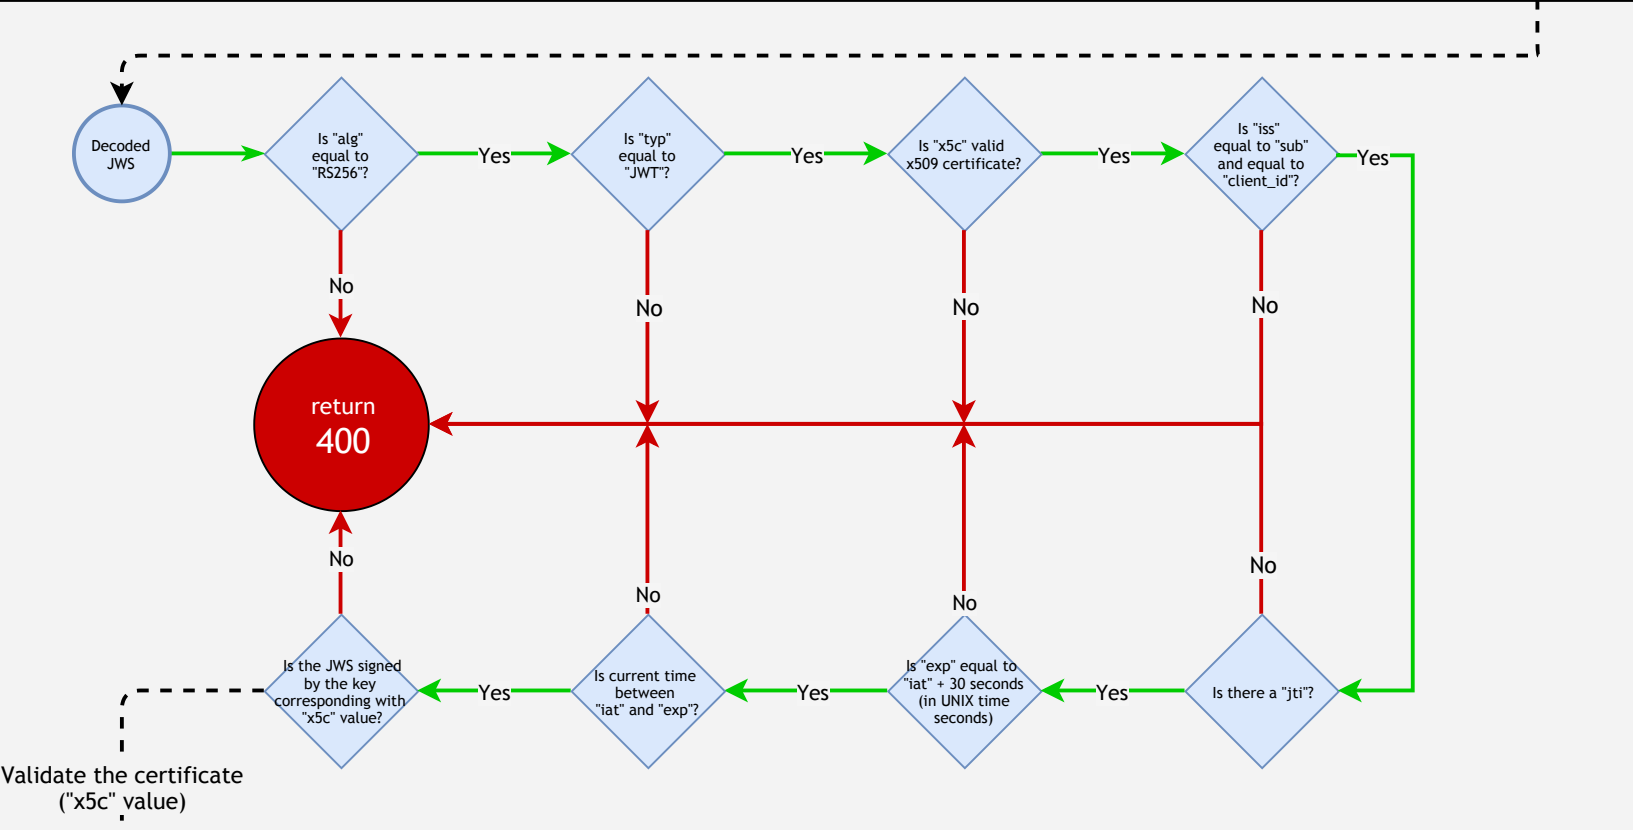 Decoded
JWS
Is "alg"
equal to
"RS256"?
Yes
Is "typ"
equal to
"JWT"?
Yes
Is "x5c" valid
x509 certificate?
Yes
Is "iss"
equal to "sub"
and equal to
"client_id"?
Yes
No
No
No
No
return
400
No
No
No
No
Is the JWS signed
by the key
corresponding with
"x5c" value?
Yes
Is current time
between
"iat" and "exp"?
Yes
Is "exp" equal to
"iat" + 30 seconds
(in UNIX time
seconds)
Yes
Is there a "jti"?
Validate the certificate
("x5c" value)